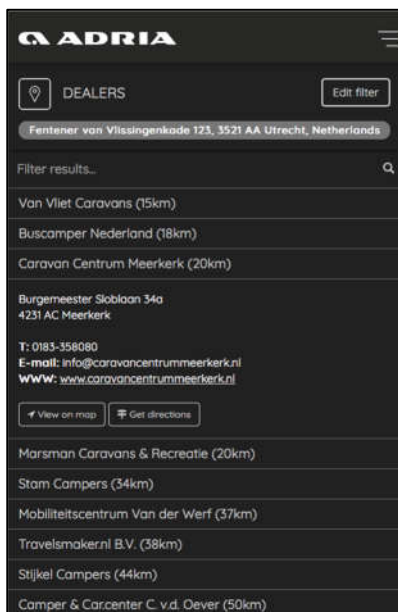 ADRIA
DEALERS
Edit filter
Fentener van Vlissingenkade 123, 3521 AA Utrecht, Netherlands
Filter results...
Van Vliet Caravans (15km)
Buscamper Nederland (18km)
Caravan Centrum Meerkerk (20km)
Burgemeester Sloblaan 34a
4231 AC Meerkerk
T: 0183-358080
E-mail: info@caravancentrummeerkerk.nl
WWW: www.caravancentrummeerkerk.nl
View on map
Get directions
Marsman Caravans & Recreatie (20km)
Stam Campers (34km)
Mobiliteitscentrum Van der Werf (37km)
Travelsmaker.nl B.V. (38km)
Stijkel Campers (44km)
Camper & Car.center C. v.d. Oever (50km)